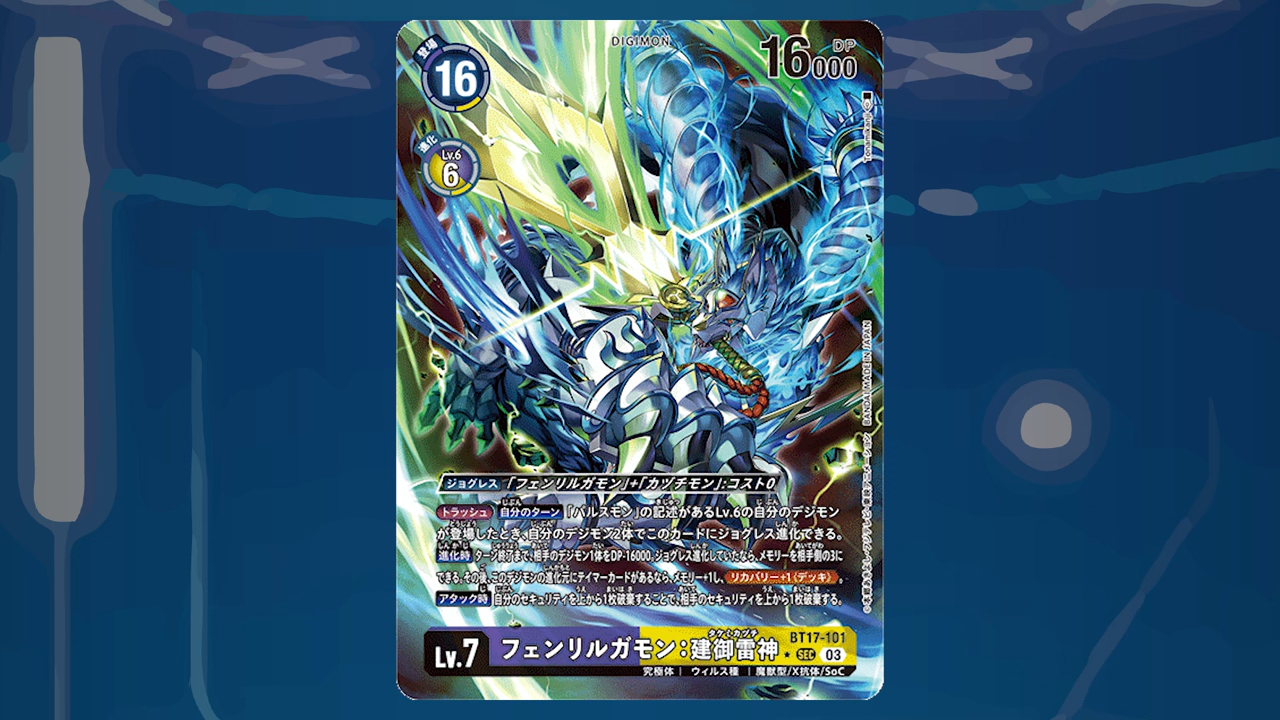 DIGIMON
登場
16
16000
DP
進化
Lv.6
6
BANDAI MADE IN JAPAN
ジョグレス 「フェンリルガモン」+「カヅチモン」:コスト0
トラッシュ 自分のターン 「パルスモン」の記述があるLv.6の自分のデジモン
が登場したとき、自分のデジモン2体でこのカードにジョグレス進化できる。
進化時 ターン終了まで、相手のデジモン1体をDP-16000。ジョグレス進化していたなら、メモリーを相手側の3に
できる。その後、このデジモンの進化元にテイマーカードがあるなら、メモリー+1し、リカバリー+1《デッキ》。
アタック時 自分のセキュリティを上から1枚破棄することで、相手のセキュリティを上から1枚破棄する。
Lv.7
フェンリルガモン:建御雷神
タケミカヅチ
BT17-101
SEC 03
究極体 | ウィルス種 | 魔獣型/X抗体/SoC